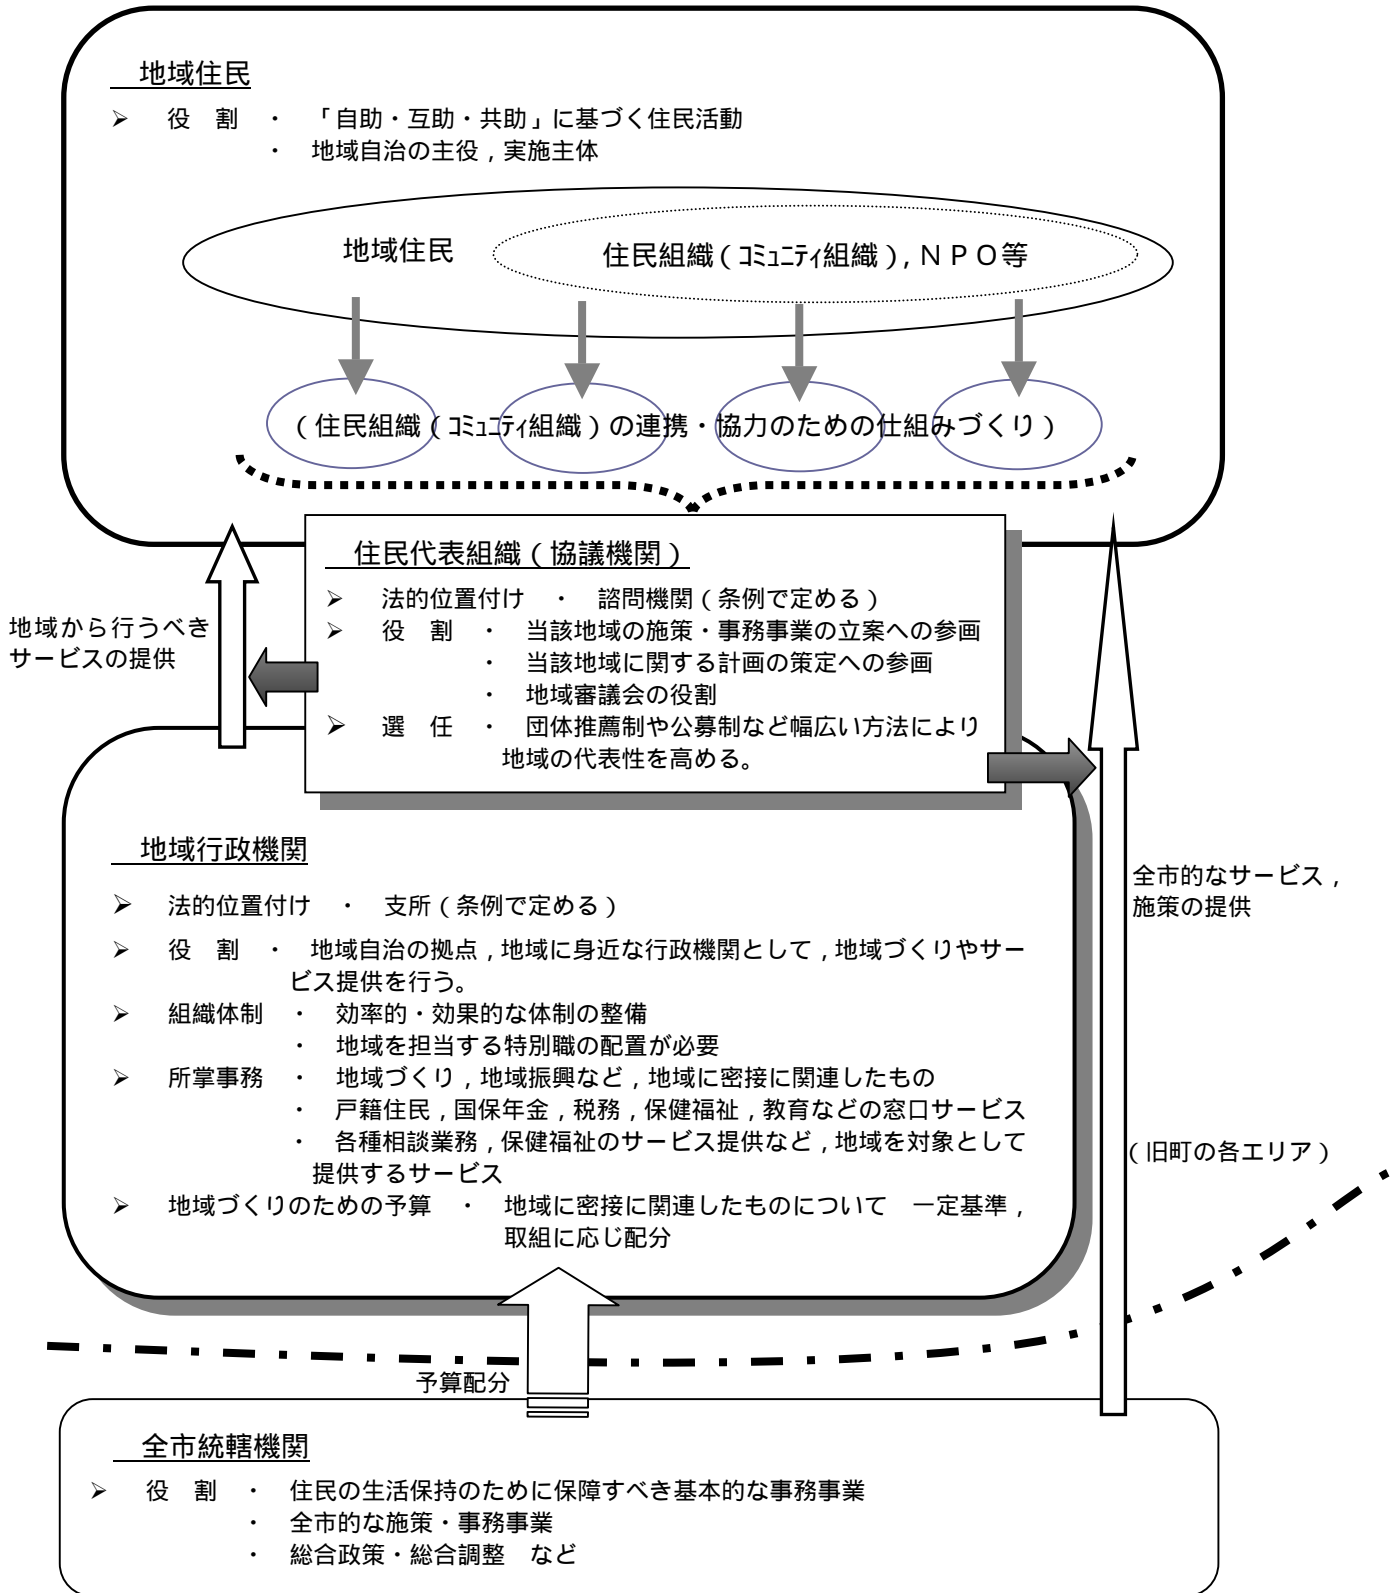 地域住民
➢ 役　割　・　「自助・互助・共助」に基づく住民活動
・　地域自治の主役，実施主体
地域住民
住民組織（ｺﾐｭﾆﾃｨ組織），ＮＰＯ等
（住民組織（ｺﾐｭﾆﾃｨ組織）の連携・協力のための仕組みづくり）
住民代表組織（協議機関）
➢ 法的位置付け　・　諮問機関（条例で定める）
➢ 役　割　・　当該地域の施策・事務事業の立案への参画
・　当該地域に関する計画の策定への参画
・　地域審議会の役割
➢ 選　任　・　団体推薦制や公募制など幅広い方法により
地域の代表性を高める。
地域から行うべき
サービスの提供
地域行政機関
➢ 法的位置付け　・　支所（条例で定める）
➢ 役　割　・　地域自治の拠点，地域に身近な行政機関として，地域づくりやサー
ビス提供を行う。
➢ 組織体制　・　効率的・効果的な体制の整備
・　地域を担当する特別職の配置が必要
➢ 所掌事務　・　地域づくり，地域振興など，地域に密接に関連したもの
・　戸籍住民，国保年金，税務，保健福祉，教育などの窓口サービス
・　各種相談業務，保健福祉のサービス提供など，地域を対象として
提供するサービス
➢ 地域づくりのための予算　・　地域に密接に関連したものについて　一定基準，
取組に応じ配分
全市的なサービス，
施策の提供
（旧町の各エリア）
予算配分
全市統轄機関
➢ 役　割　・　住民の生活保持のために保障すべき基本的な事務事業
・　全市的な施策・事務事業
・　総合政策・総合調整　など